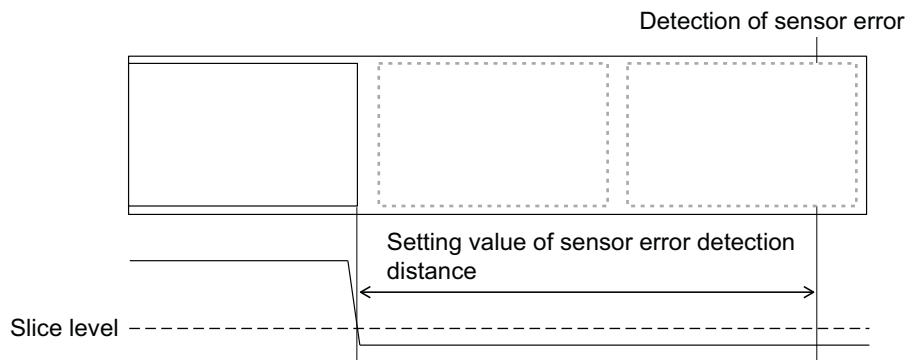 Detection of sensor error
Setting value of sensor error detection
distance
Slice level